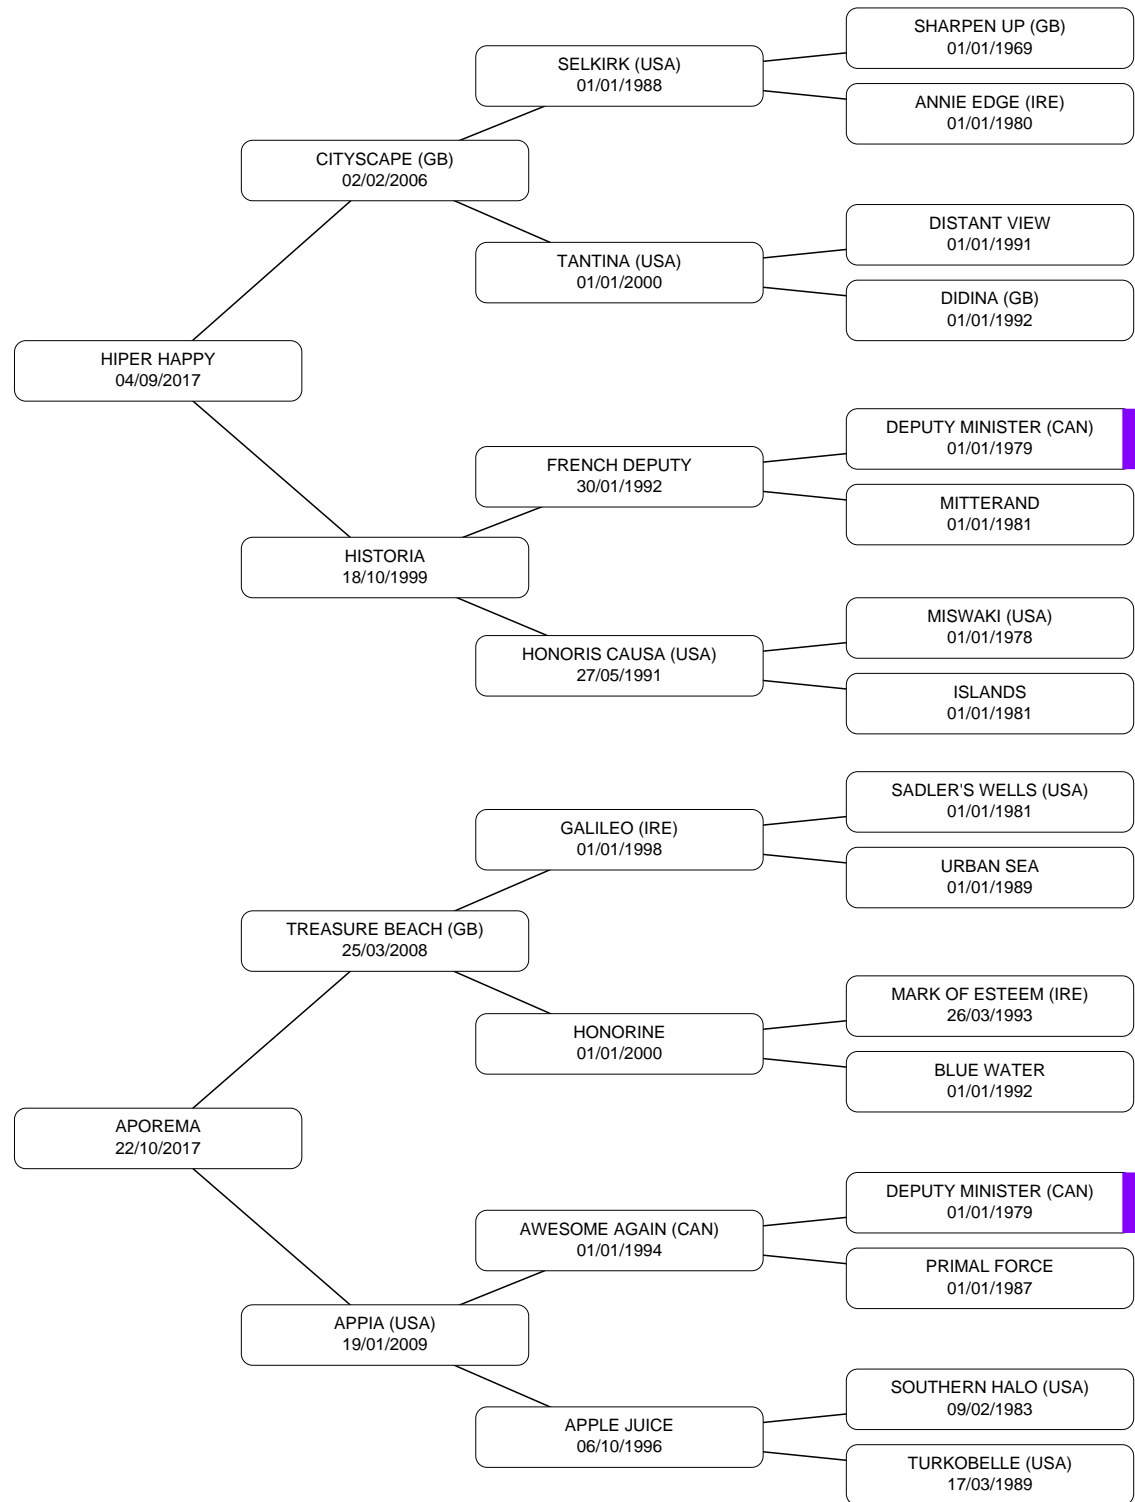 SHARPEN UP (GB)
01/01/1969
SELKIRK (USA)
01/01/1988
ANNIE EDGE (IRE)
01/01/1980
CITYSCAPE (GB)
02/02/2006
DISTANT VIEW
01/01/1991
TANTINA (USA)
01/01/2000
DIDINA (GB)
01/01/1992
HIPER HAPPY
04/09/2017
DEPUTY MINISTER (CAN)
01/01/1979
FRENCH DEPUTY
30/01/1992
MITTERAND
01/01/1981
HISTORIA
18/10/1999
MISWAKI (USA)
01/01/1978
HONORIS CAUSA (USA)
27/05/1991
ISLANDS
01/01/1981
SADLER'S WELLS (USA)
01/01/1981
GALILEO (IRE)
01/01/1998
URBAN SEA
01/01/1989
TREASURE BEACH (GB)
25/03/2008
MARK OF ESTEEM (IRE)
26/03/1993
HONORINE
01/01/2000
BLUE WATER
01/01/1992
APOREMA
22/10/2017
DEPUTY MINISTER (CAN)
01/01/1979
AWESOME AGAIN (CAN)
01/01/1994
PRIMAL FORCE
01/01/1987
APPIA (USA)
19/01/2009
SOUTHERN HALO (USA)
09/02/1983
APPLE JUICE
06/10/1996
TURKOBELLE (USA)
17/03/1989